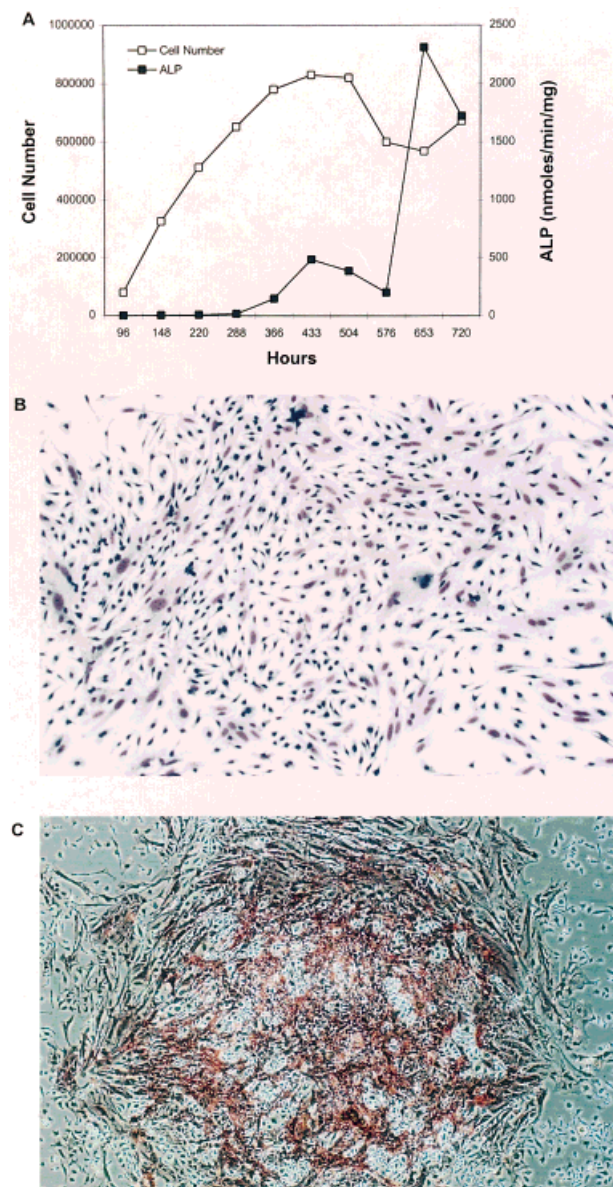 A
Cell Number
ALP
1000000
800000
600000
400000
200000
0
Cell Number
2500
2000
1500
1000
500
0
ALP (nmoles/min/mg)
96 148 220 288 366 433 504 576 653 720
Hours
B
C